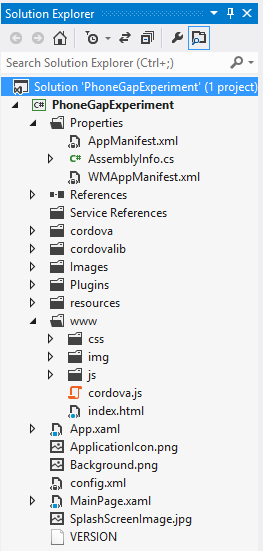 Solution Explorer
Search Solution Explorer (Ctrl+;)
Solution 'PhoneGapExperiment' (1 project)
C# PhoneGapExperiment
Properties
AppManifest.xml
C# AssemblyInfo.cs
WMAppManifest.xml
References
Service References
cordova
cordovalib
Images
Plugins
resources
www
css
img
js
cordova.js
index.html
App.xaml
ApplicationIcon.png
Background.png
config.xml
MainPage.xaml
SplashScreenImage.jpg
VERSION